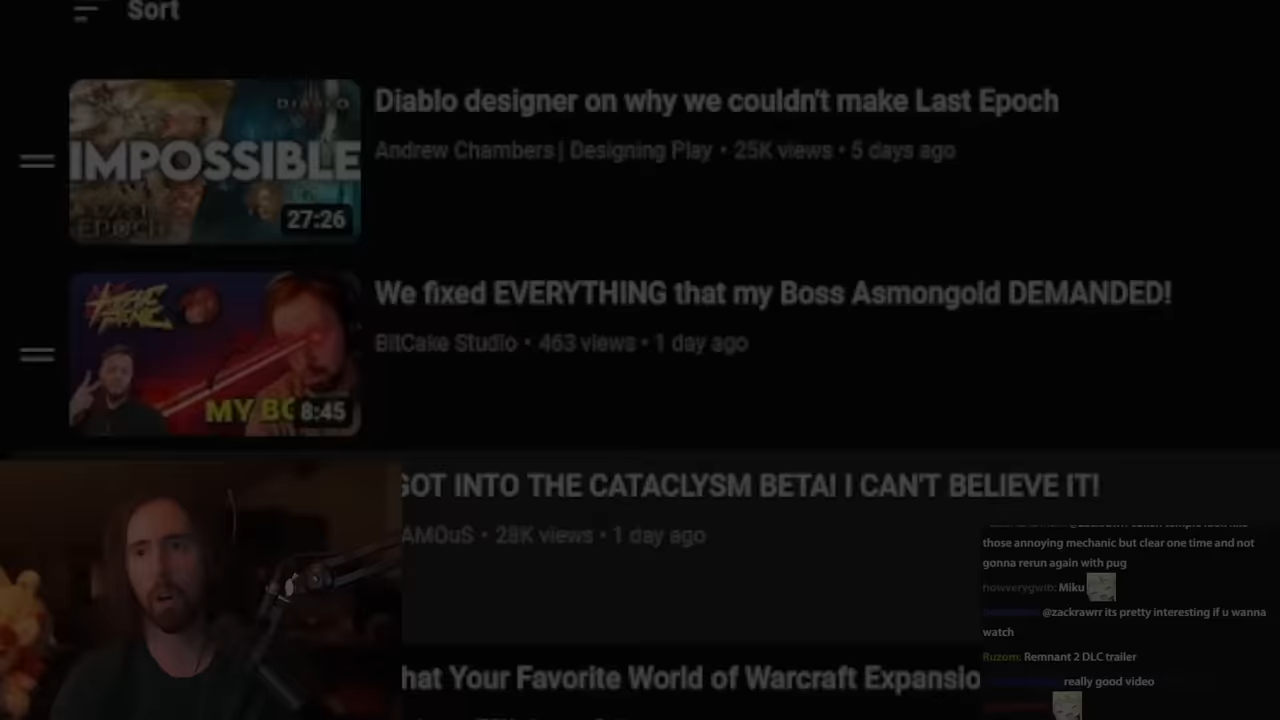 Sort
Diablo designer on why we couldn't make Last Epoch
Andrew Chambers | Designing Play • 25K views • 5 days ago
DIABLO
IMPOSSIBLE
EPOCH
27:26
We fixed EVERYTHING that my Boss Asmongold DEMANDED!
BitCake Studio • 463 views • 1 day ago
MY BO
8:45
GOT INTO THE CATACLYSM BETA! I CAN'T BELIEVE IT!
AMOuS • 28K views • 1 day ago
hat Your Favorite World of Warcraft Expansio
those annoying mechanic but clear one time and not
gonna rerun again with pug
howverygwib: Miku
@zackrawrr its pretty interesting if u wanna
watch
Ruzom: Remnant 2 DLC trailer
really good video